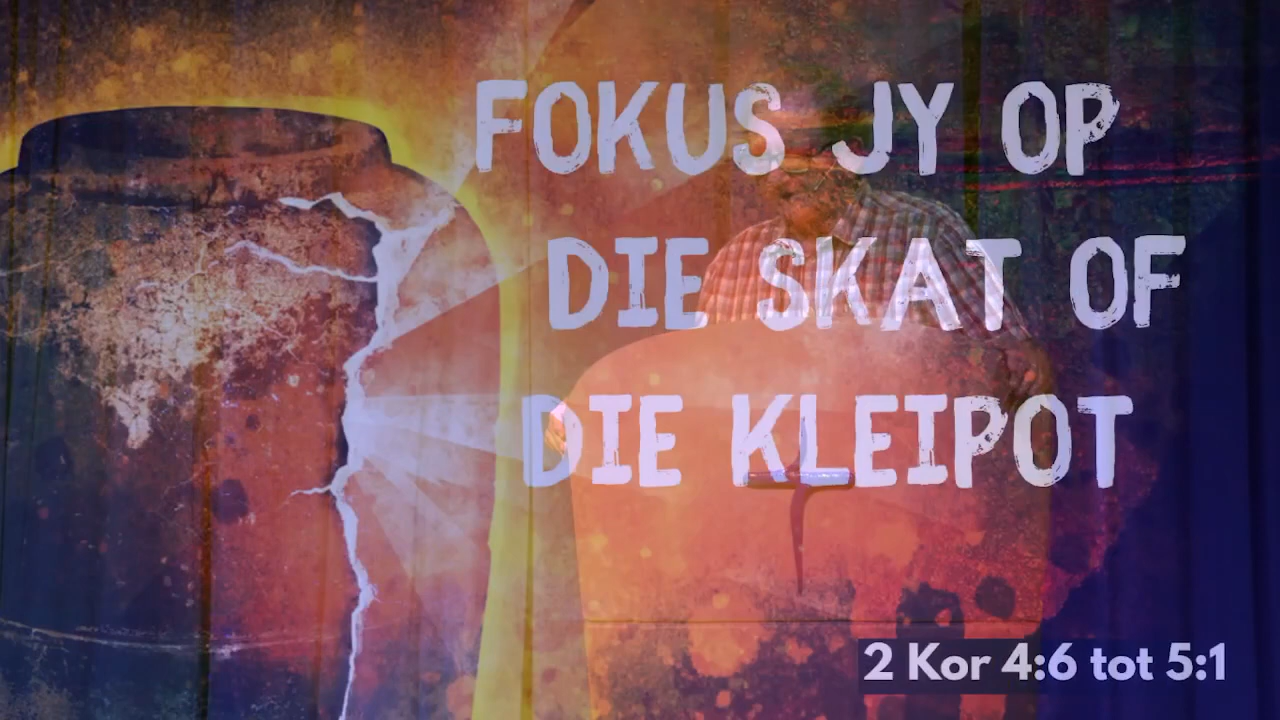 FOKUS JY OP
DIE SKAT OF
DIE KLEIPOT
2 Kor 4:6 tot 5:1